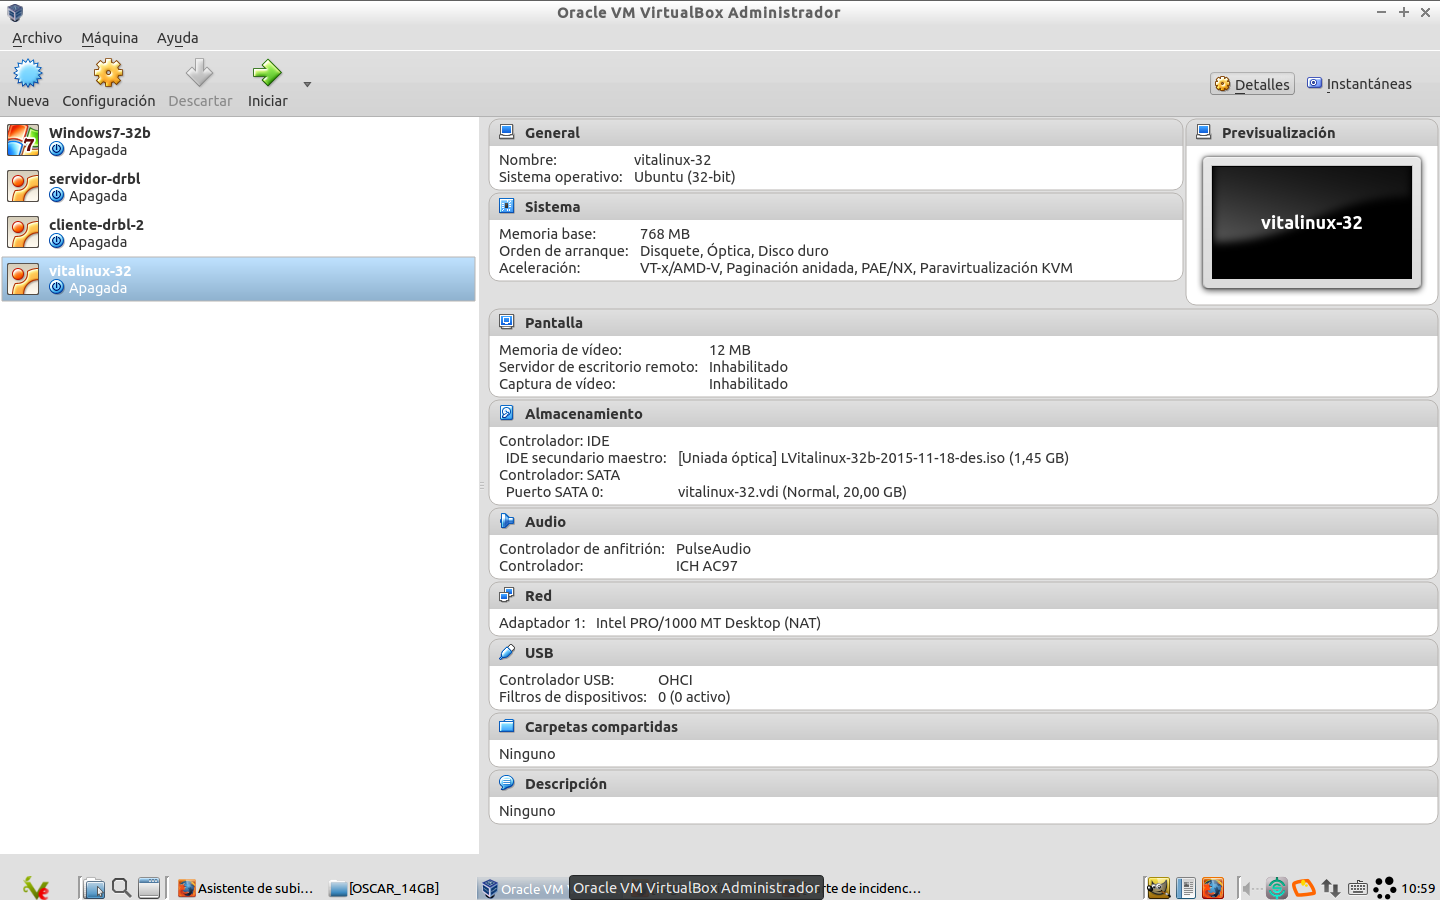 Oracle VM VirtualBox Administrador
Archivo Máquina Ayuda
Nueva Configuración Descartar Iniciar
Detalles Instantáneas
Windows7-32b
Apagada
servidor-drbl
Apagada
cliente-drbl-2
Apagada
vitalinux-32
Apagada
General
Nombre: vitalinux-32
Sistema operativo: Ubuntu (32-bit)
Sistema
Memoria base: 768 MB
Orden de arranque: Disquete, Óptica, Disco duro
Aceleración: VT-x/AMD-V, Paginación anidada, PAE/NX, Paravirtualización KVM
Previsualización
vitalinux-32
Pantalla
Memoria de vídeo: 12 MB
Servidor de escritorio remoto: Inhabilitado
Captura de vídeo: Inhabilitado
Almacenamiento
Controlador: IDE
IDE secundario maestro: [Uniada óptica] LVitalinux-32b-2015-11-18-des.iso (1,45 GB)
Controlador: SATA
Puerto SATA 0: vitalinux-32.vdi (Normal, 20,00 GB)
Audio
Controlador de anfitrión: PulseAudio
Controlador: ICH AC97
Red
Adaptador 1: Intel PRO/1000 MT Desktop (NAT)
USB
Controlador USB: OHCI
Filtros de dispositivos: 0 (0 activo)
Carpetas compartidas
Ninguno
Descripción
Ninguno
Asistente de subi... [OSCAR_14GB] Oracle VM Oracle VM VirtualBox Administrador rte de incidenc... 10:59